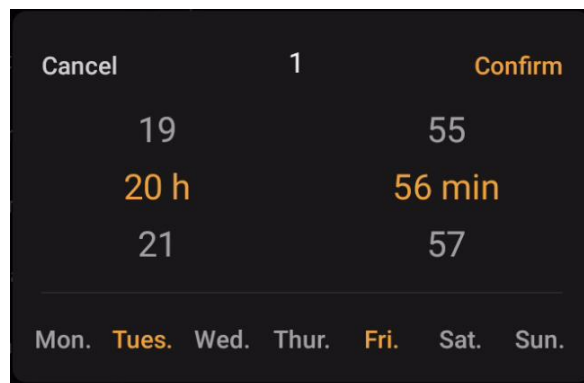 Cancel 1 Confirm
19 55
20 h 56 min
21 57
Mon. Tues. Wed. Thur. Fri. Sat. Sun.